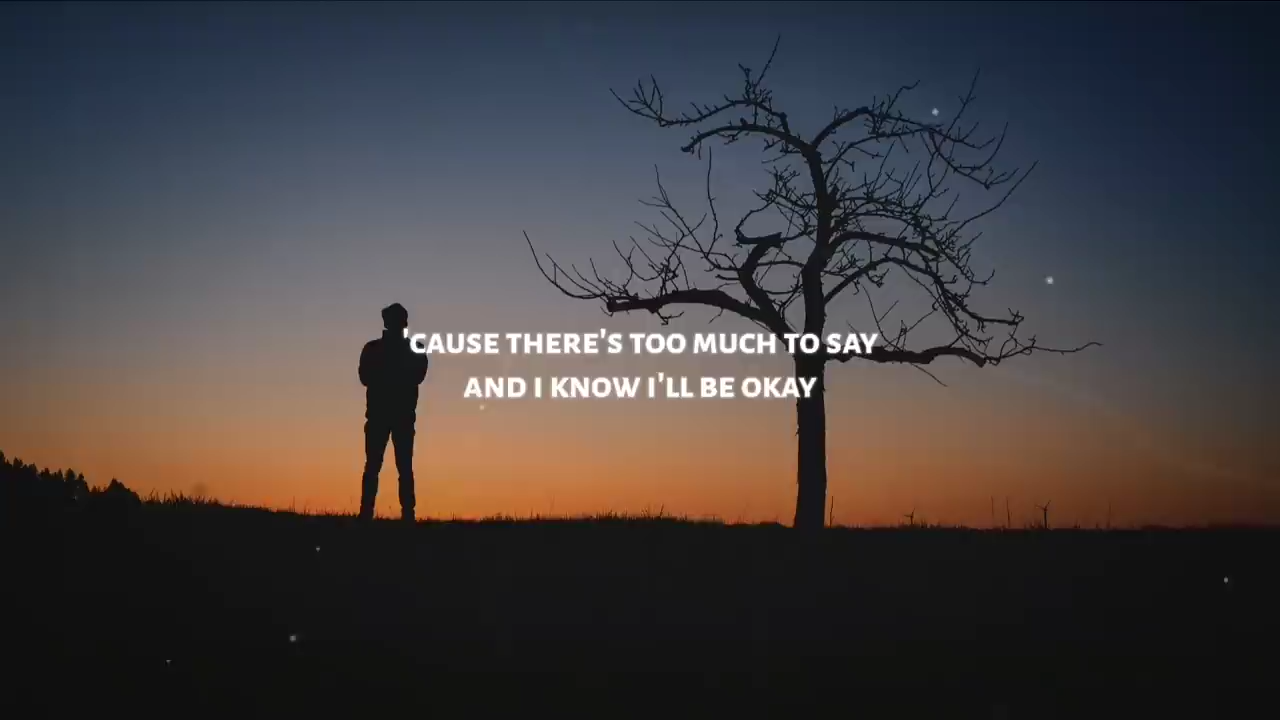 'CAUSE THERE'S TOO MUCH TO SAY
AND I KNOW I'LL BE OKAY